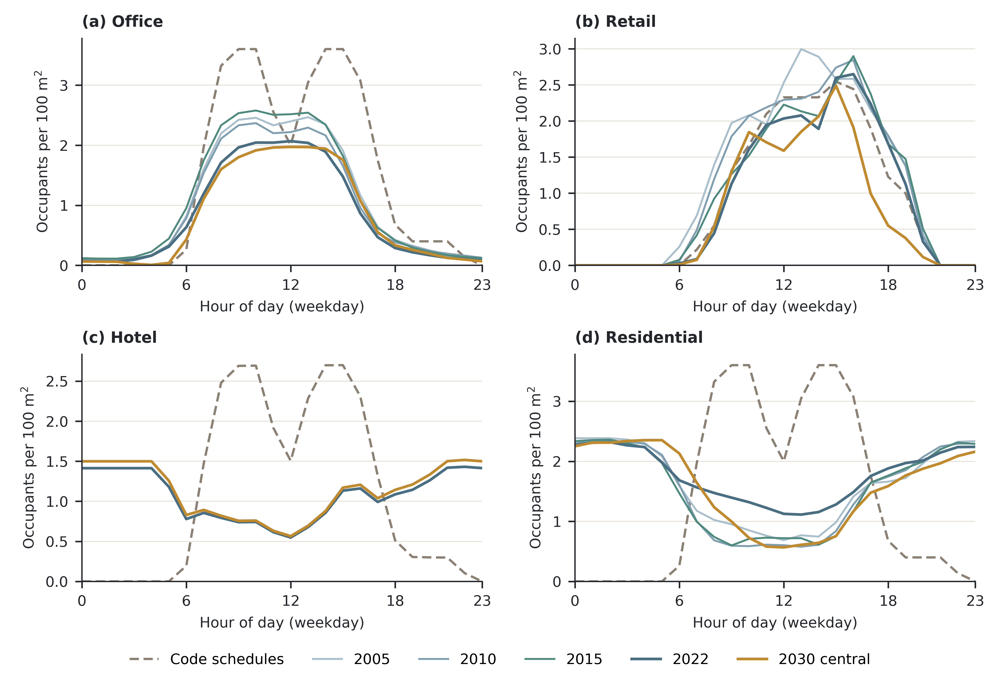 (a) Office
Occupants per 100 m²
3
2
1
0
0 6 12 18 23
Hour of day (weekday)
(b) Retail
Occupants per 100 m²
3.0
2.5
2.0
1.5
1.0
0.5
0.0
0 6 12 18 23
Hour of day (weekday)
(c) Hotel
Occupants per 100 m²
2.5
2.0
1.5
1.0
0.5
0.0
0 6 12 18 23
Hour of day (weekday)
(d) Residential
Occupants per 100 m²
3
2
1
0
0 6 12 18 23
Hour of day (weekday)
Code schedules 2005 2010 2015 2022 2030 central